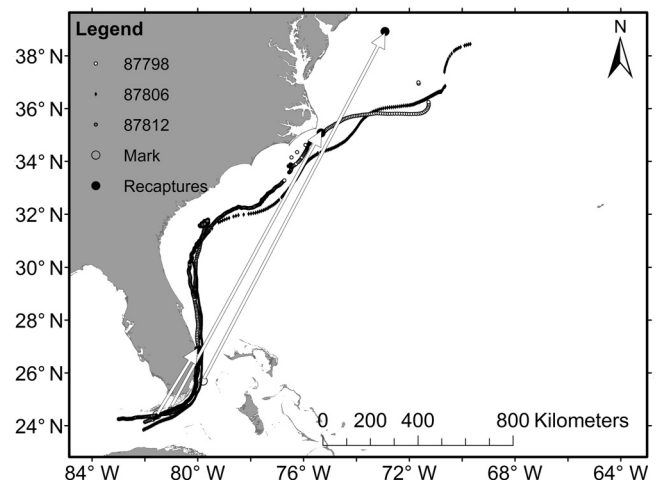 Legend
87798
87806
87812
Mark
Recaptures
N
38° N
36° N
34° N
32° N
30° N
28° N
26° N
24° N
0 200 400 800 Kilometers
84° W 80° W 76° W 72° W 68° W 64° W